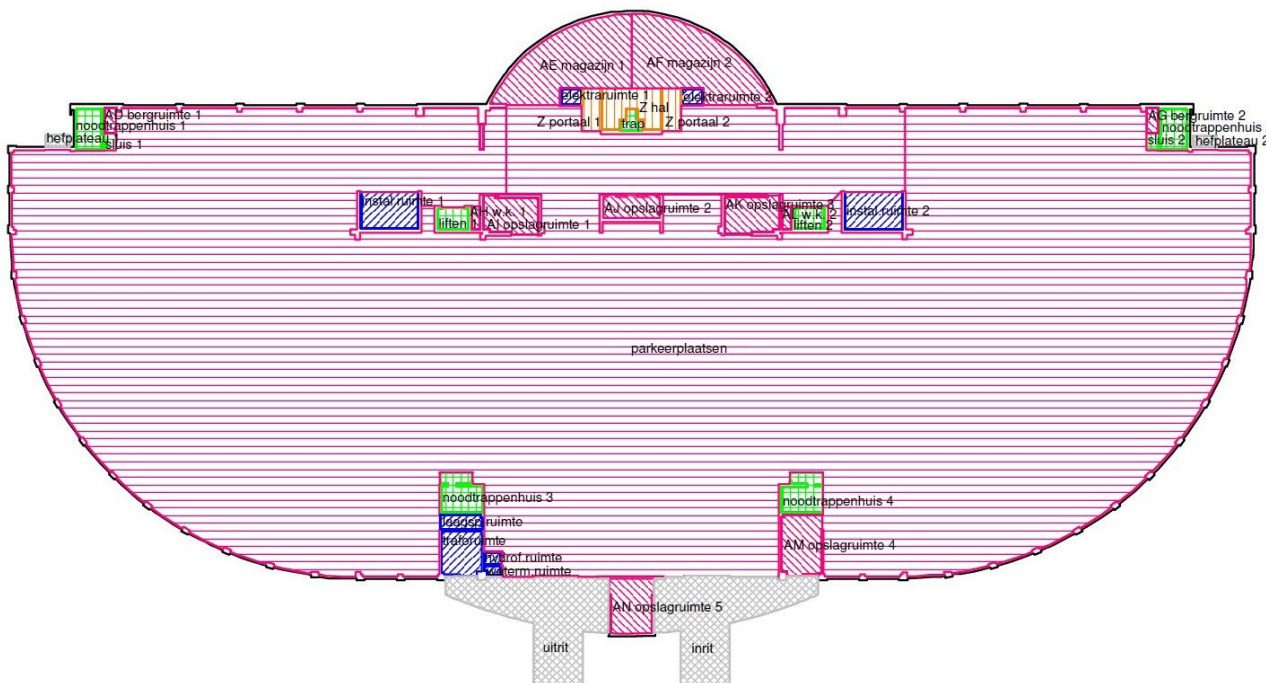 AE magazijn 1
AF magazijn 2
elektraruimte 1
elektraruimte 2
Z hal
Z portaal 1
trap
Z portaal 2
AD bergruimte 1
noodtrappenhuis 1
hefplateau
sluis 1
AG bergruimte 2
noodtrappenhuis
sluis 2
hefplateau 2
instal.ruimte 1
AH w.k. 1
liften 1
AI opslagruimte 1
AJ opslagruimte 2
AK opslagruimte 3
AL w.k. 2
liften 2
instal.ruimte 2
parkeerplaatsen
noodtrappenhuis 3
noodtrappenhuis 4
laagsp.ruimte
traforuimte
hydrof.ruimte
waterm.ruimte
AM opslagruimte 4
AN opslagruimte 5
uitrit
inrit